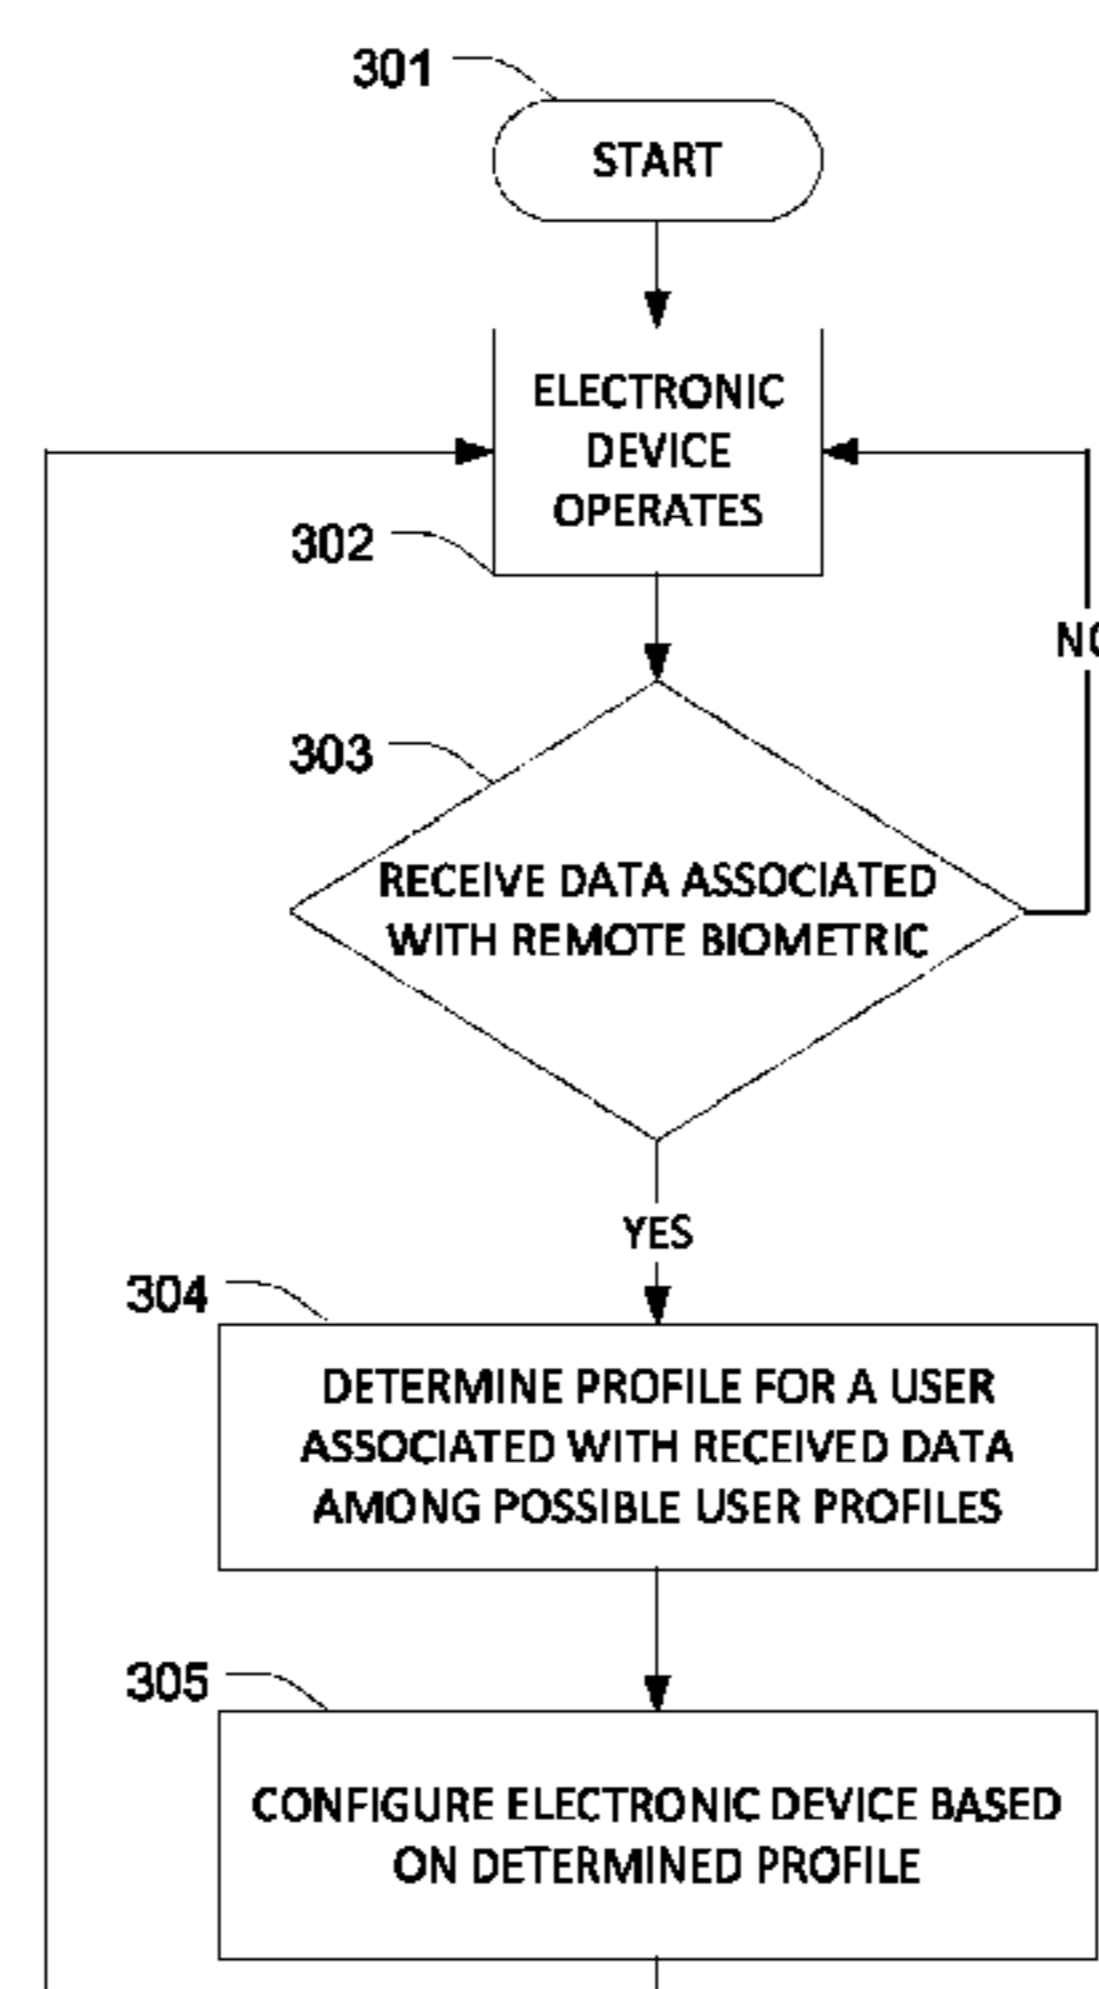 301
START
ELECTRONIC
DEVICE
OPERATES
302
303
RECEIVE DATA ASSOCIATED
WITH REMOTE BIOMETRIC
YES
304
DETERMINE PROFILE FOR A USER
ASSOCIATED WITH RECEIVED DATA
AMONG POSSIBLE USER PROFILES
305
CONFIGURE ELECTRONIC DEVICE BASED
ON DETERMINED PROFILE